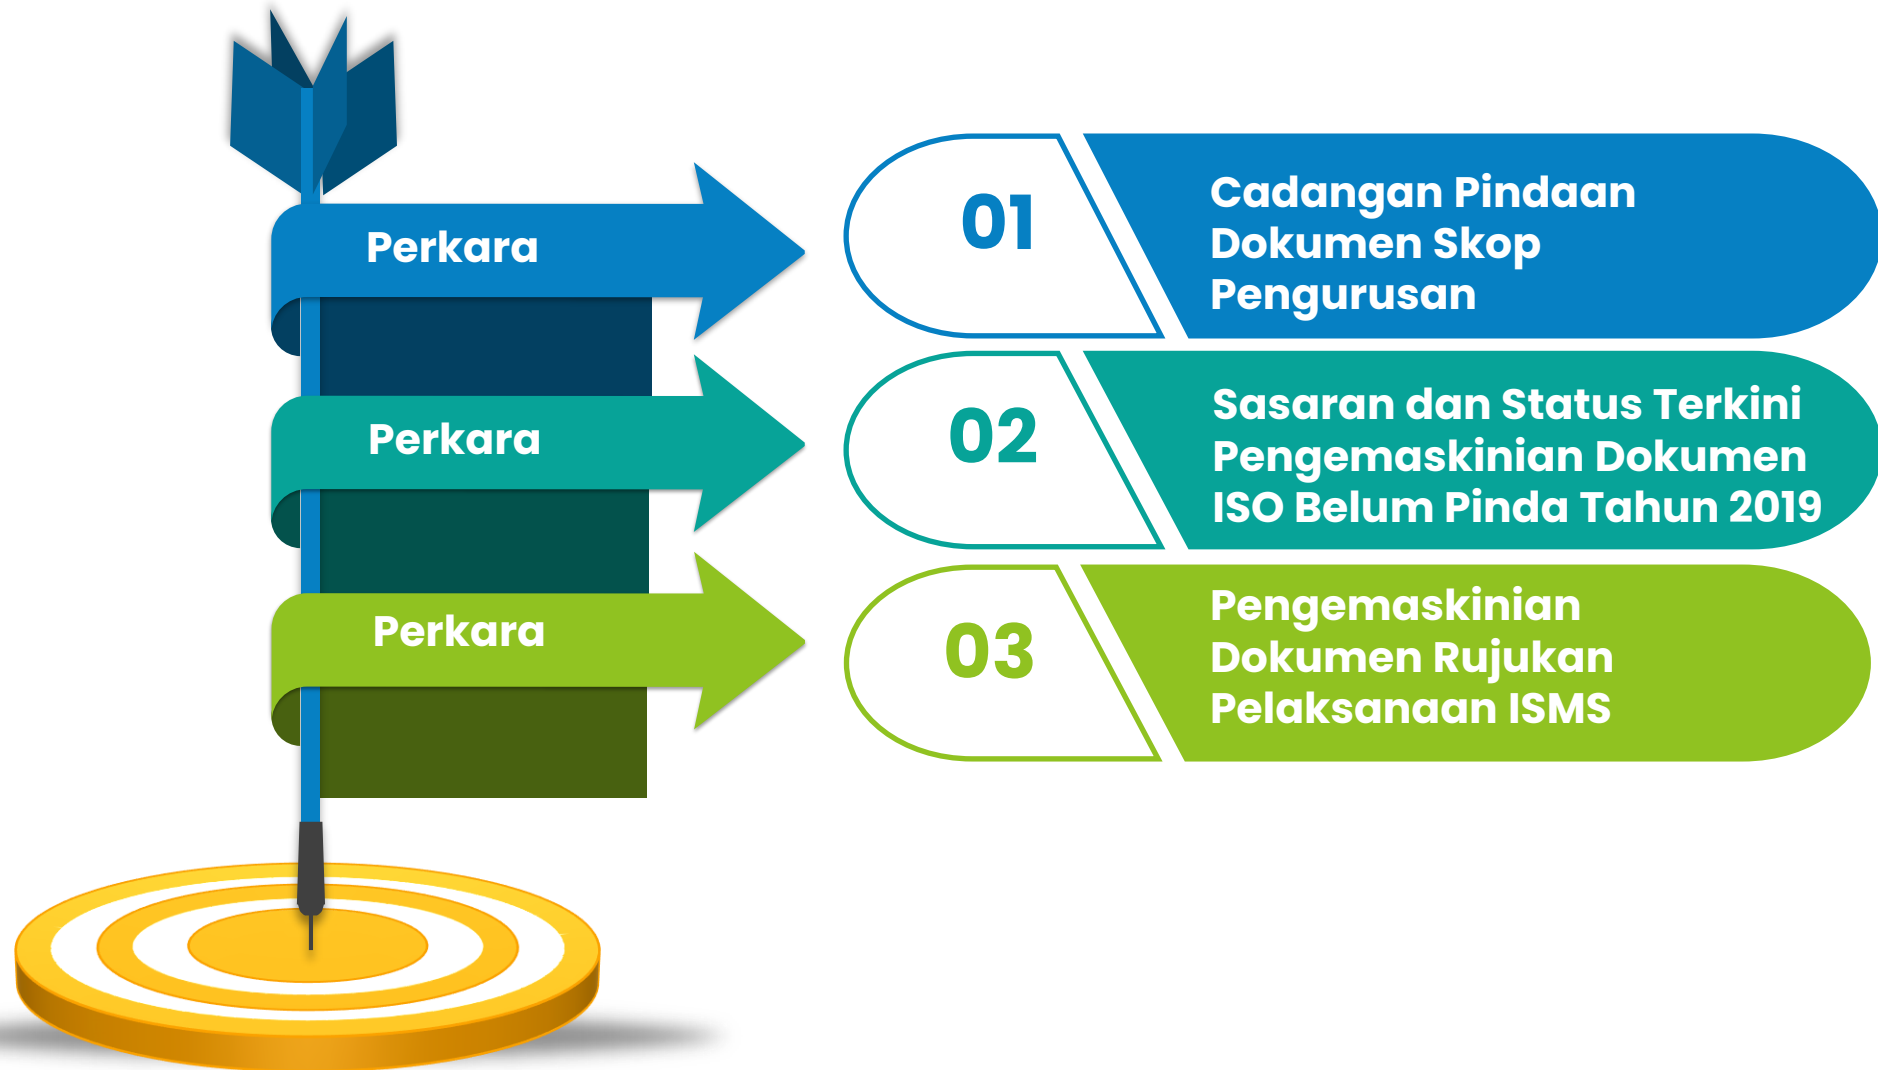 Perkara
01
Cadangan Pindaan
Dokumen Skop
Pengurusan
Perkara
02
Sasaran dan Status Terkini
Pengemaskinian Dokumen
ISO Belum Pinda Tahun 2019
Perkara
03
Pengemaskinian
Dokumen Rujukan
Pelaksanaan ISMS